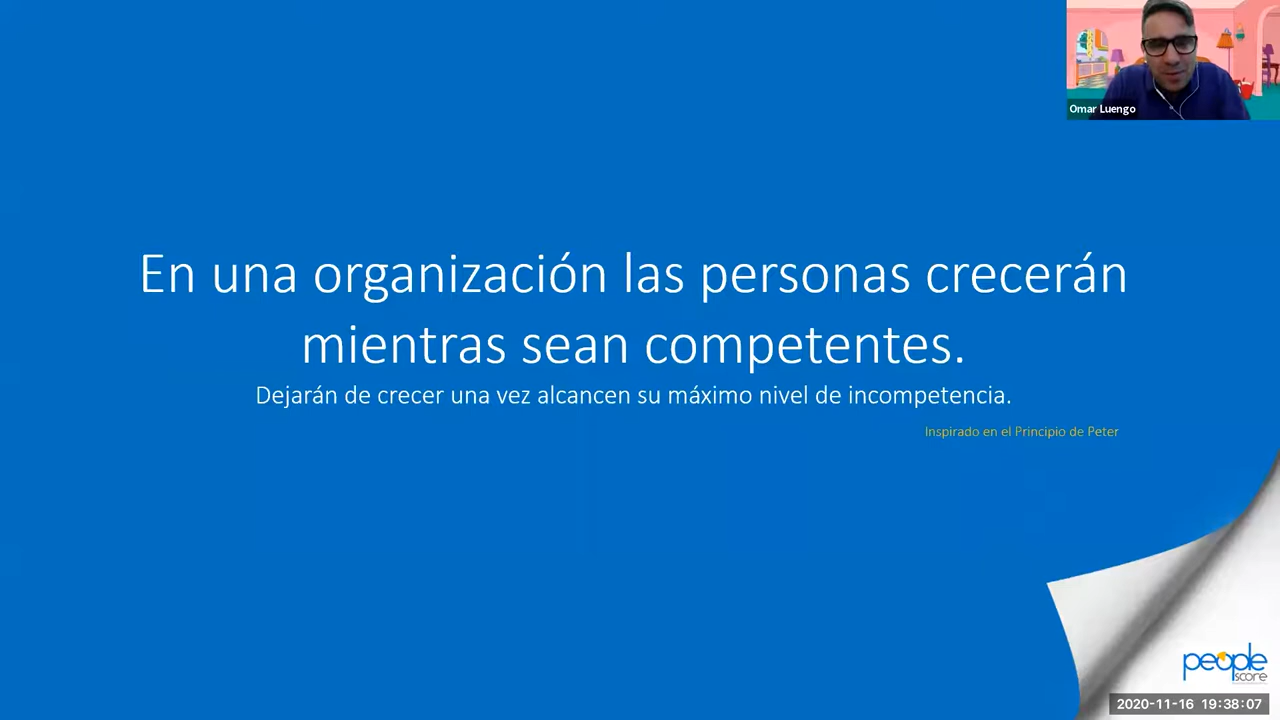 Omar Luengo
En una organización las personas crecerán
mientras sean competentes.
Dejarán de crecer una vez alcancen su máximo nivel de incompetencia.
Inspirado en el Principio de Peter
people
score
2020-11-16 19:38:07